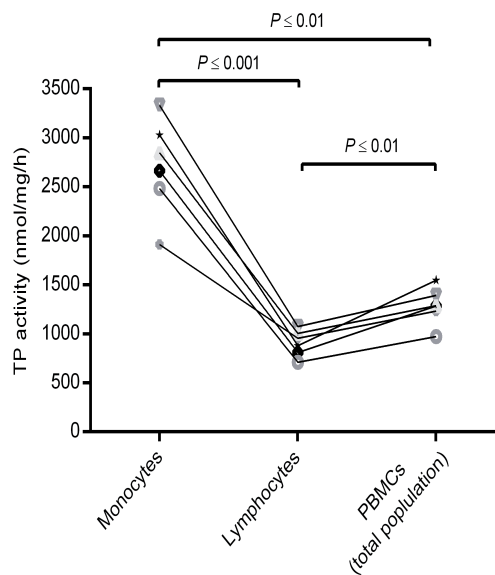 P ≤ 0.01
P ≤ 0.001
P ≤ 0.01
TP activity (nmol/mg/h)
3500
3000
2500
2000
1500
1000
500
0
Monocytes
Lymphocytes
PBMCs
(total poplulation)